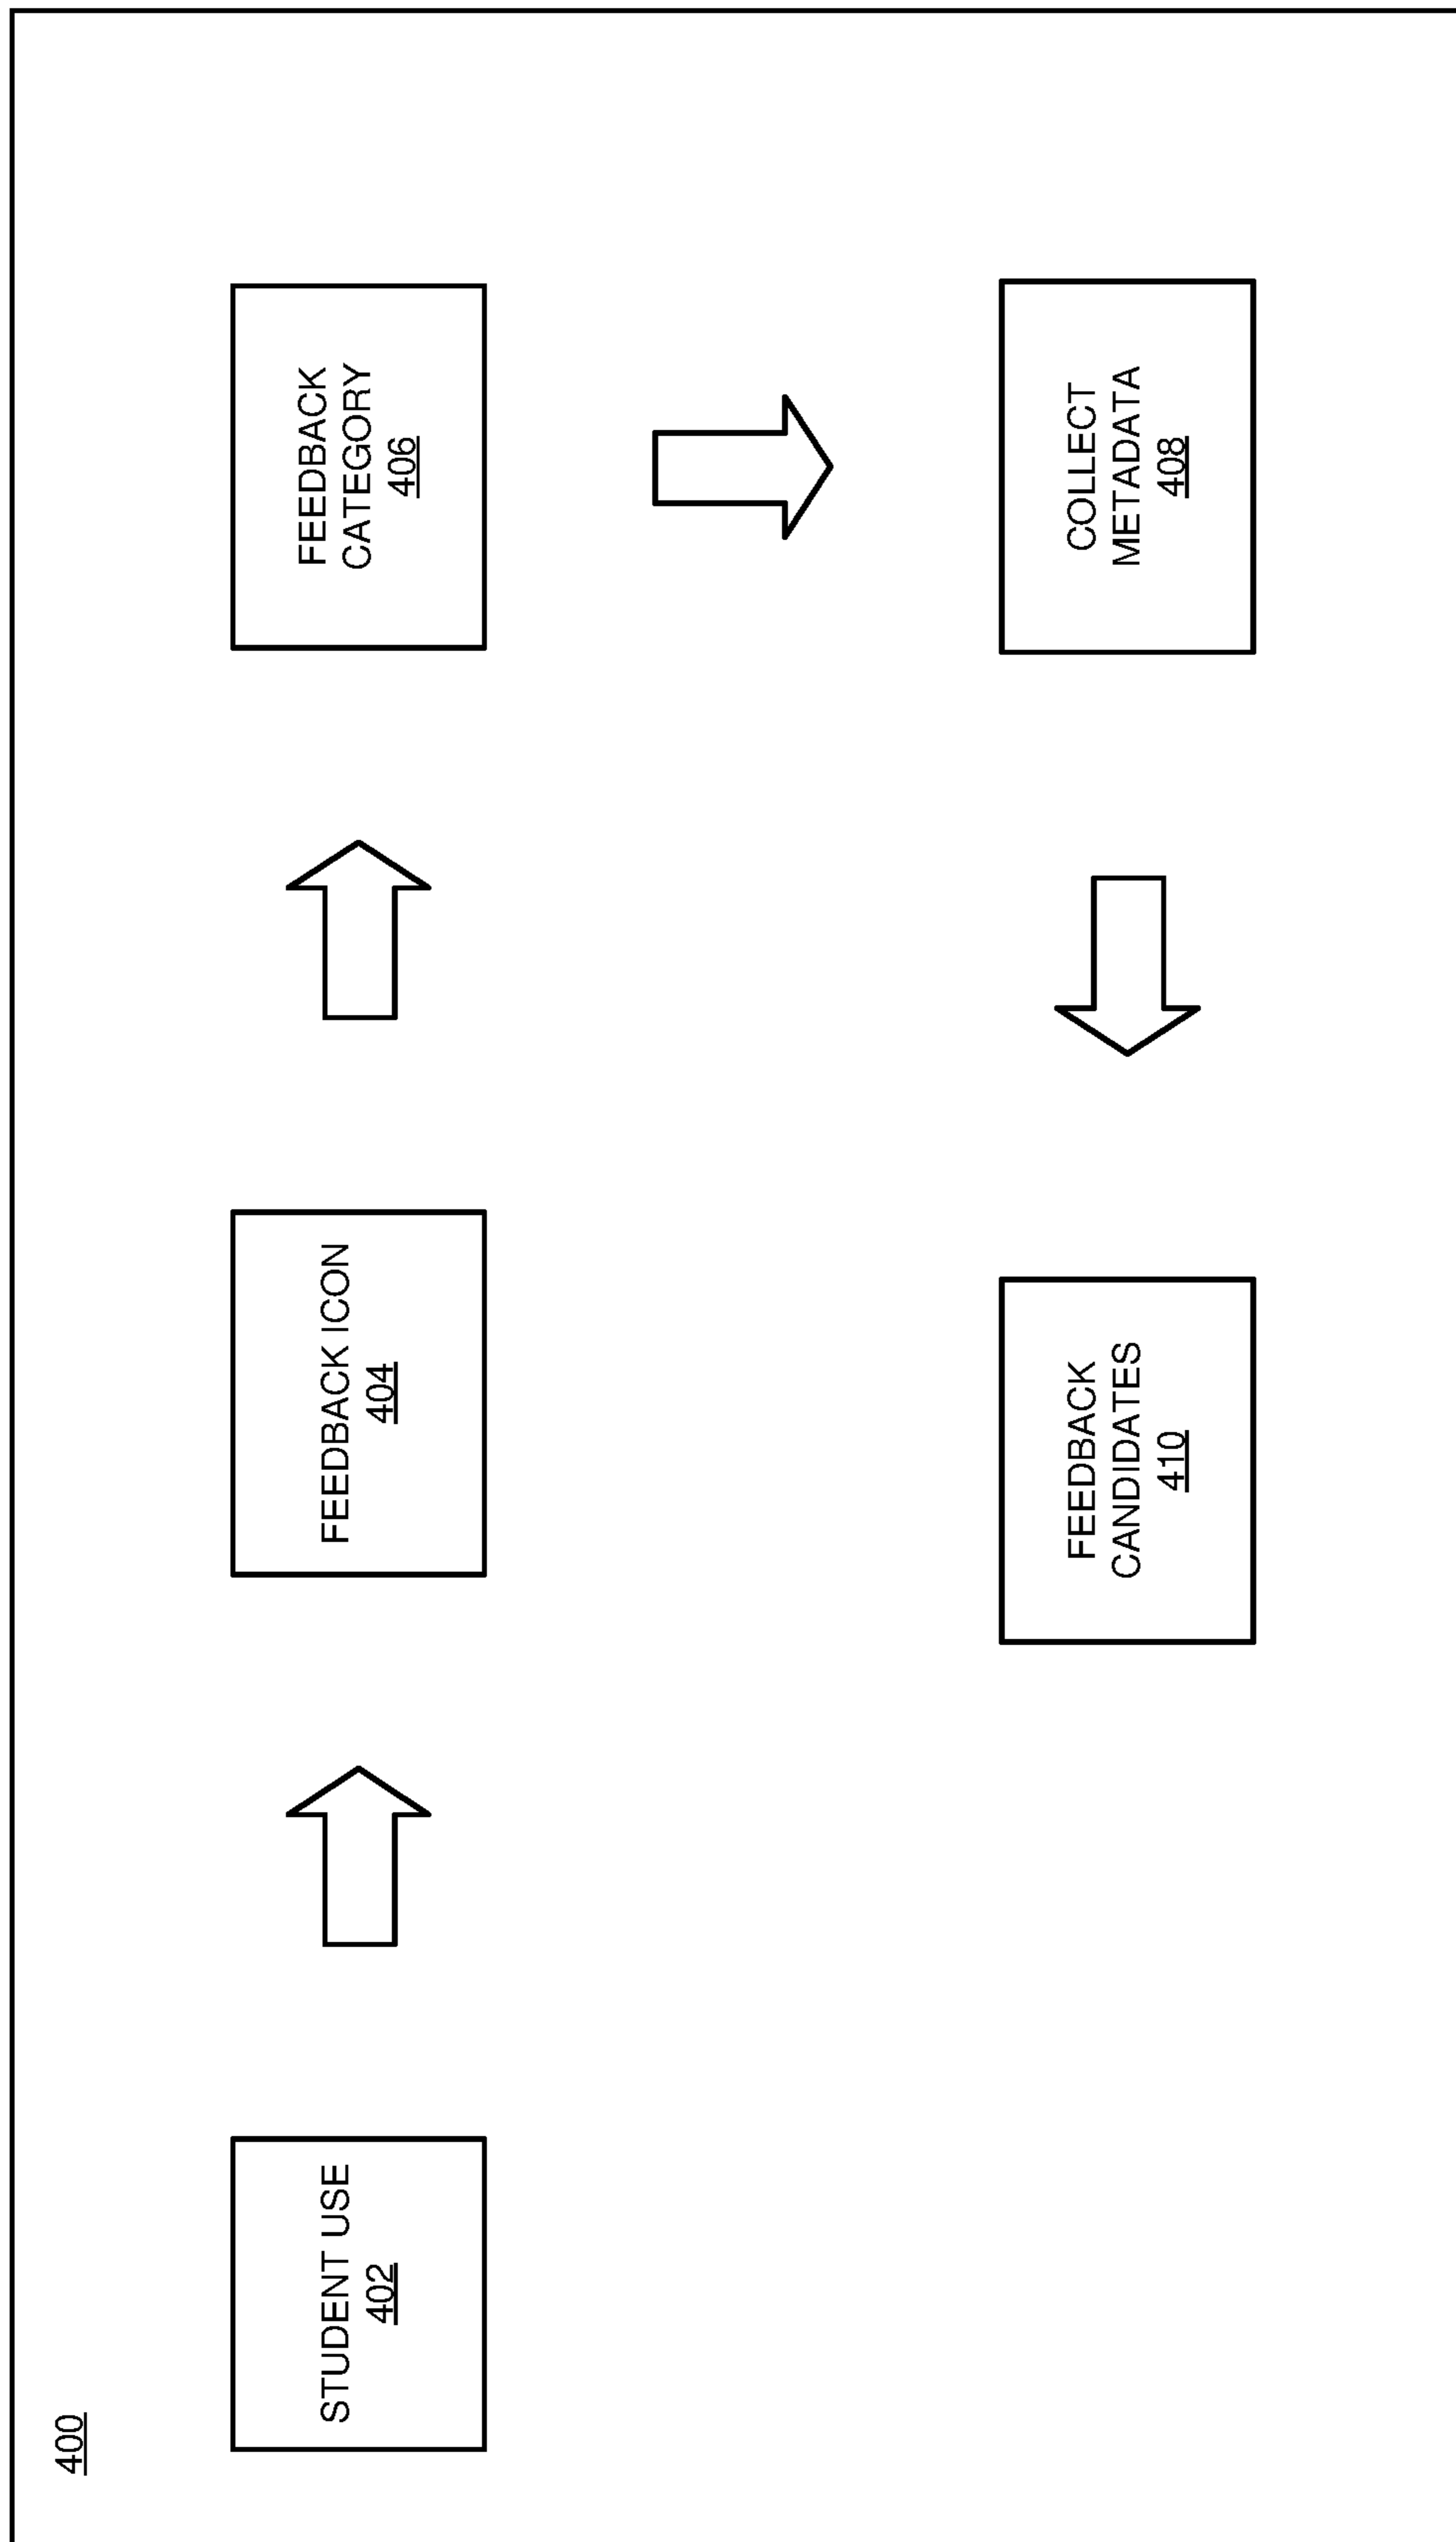 400
STUDENT USE
402
FEEDBACK ICON
404
FEEDBACK
CATEGORY
406
COLLECT
METADATA
408
FEEDBACK
CANDIDATES
410